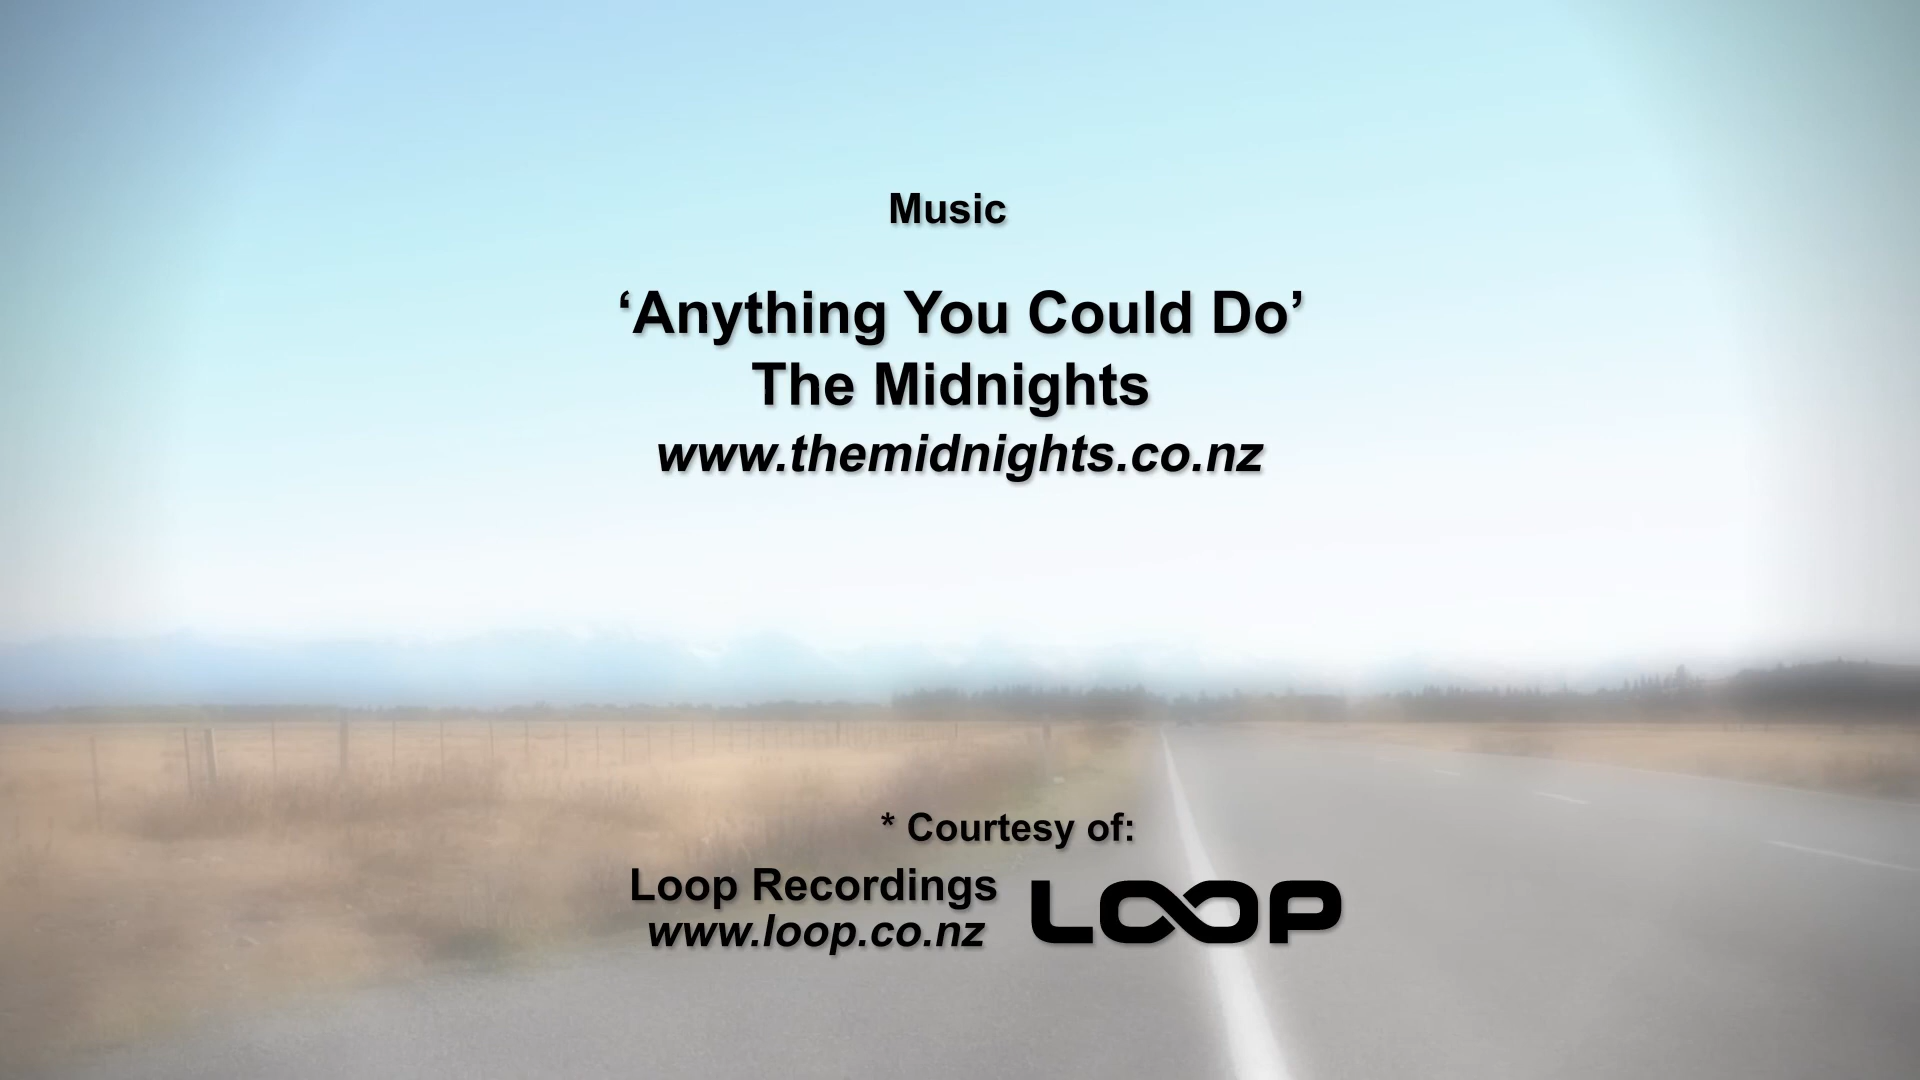 Music
‘Anything You Could Do’
The Midnights
www.themidnights.co.nz
* Courtesy of:
Loop Recordings
www.loop.co.nz
LOOP